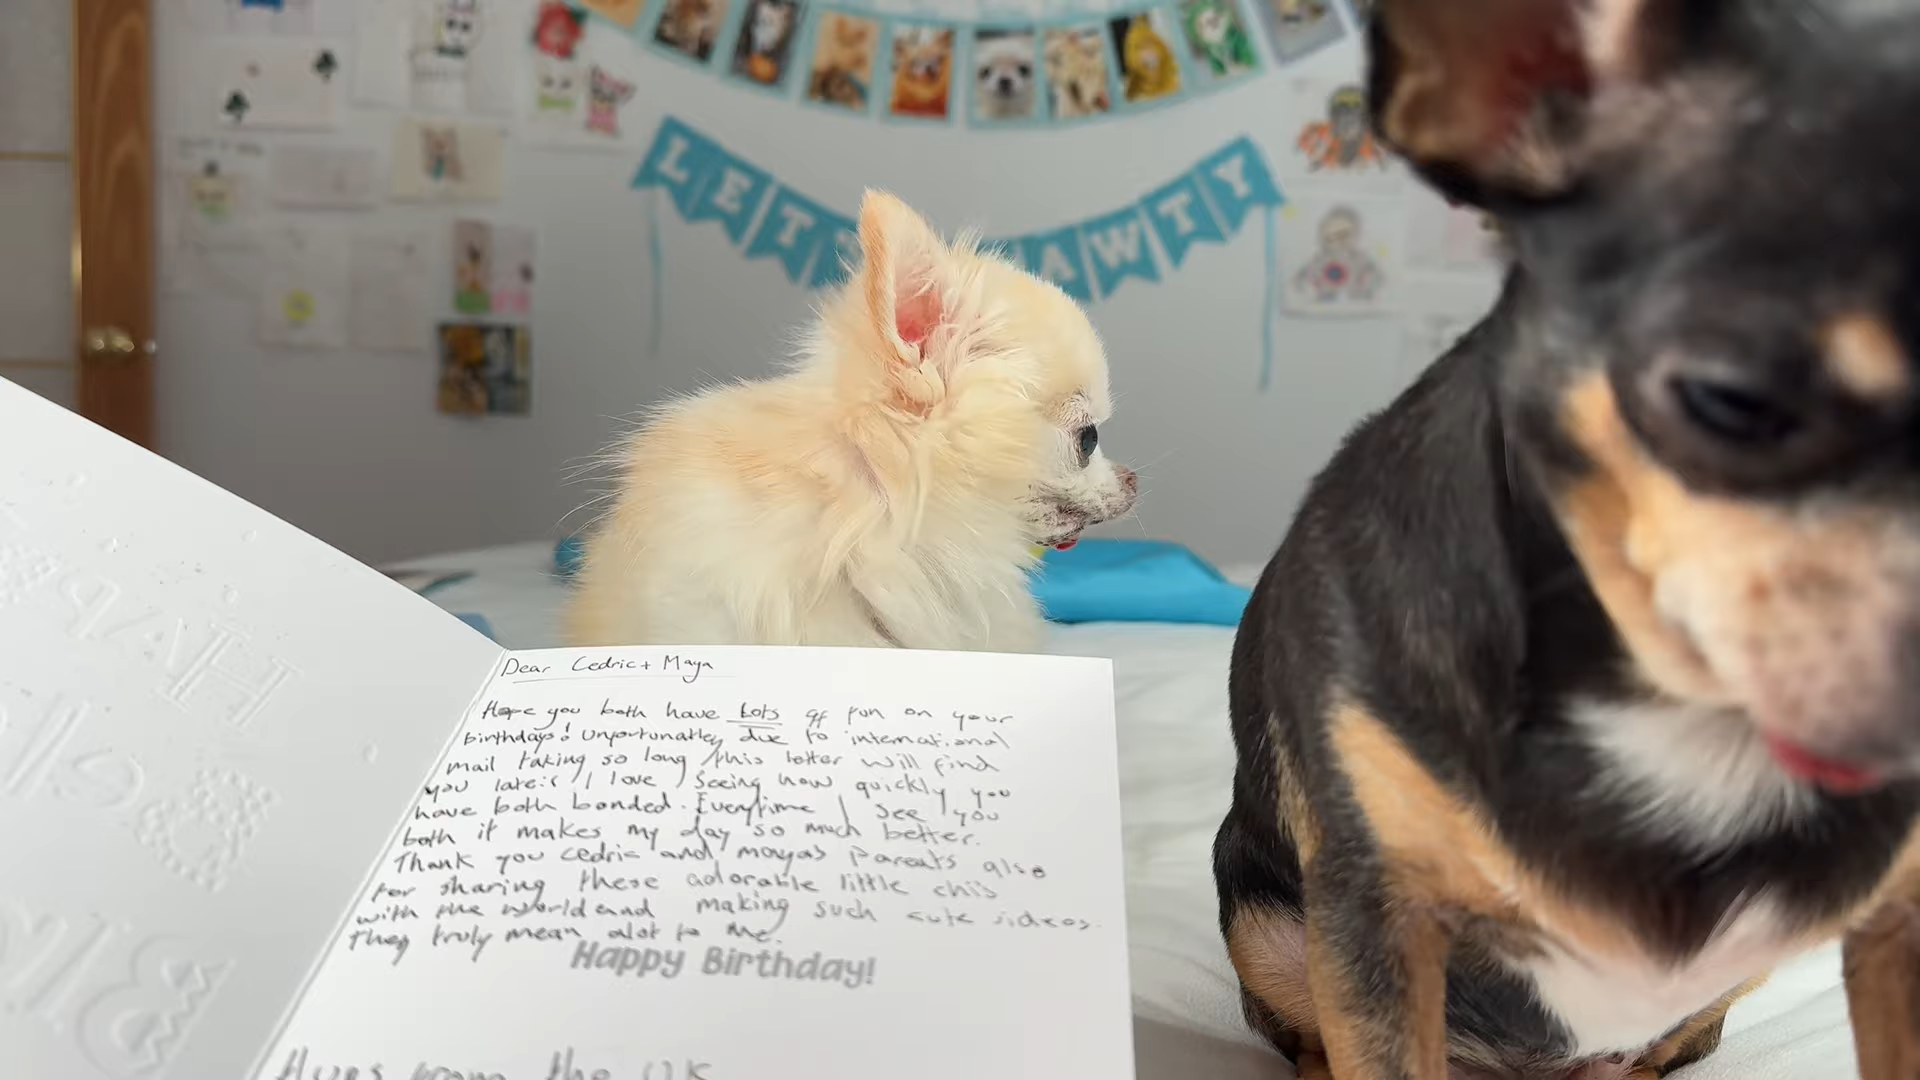 LET'S PAWTY
Dear Cedric + Maya
Hope you both have Lots of fun on your
birthdays! Unfortunatley due to international
mail taking so long this letter will find
you late :( I love seeing how quickly you
have both bonded. Everytime I see you
both it makes my day so much better.
Thank you Cedric and mayas Parents also
for sharing these adorable little chis
with the world and making such cute videos.
They truly mean alot to me.
Happy Birthday!
Hugs from the UK